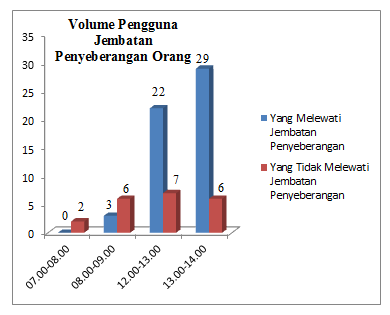 Volume Pengguna
Jembatan
Penyeberangan Orang
35
30
25
20
15
10
5
0
0
2
3
6
22
7
29
6
07.00-08.00
08.00-09.00
12.00-13.00
13.00-14.00
Yang Melewati
Jembatan
Penyeberangan
Yang Tidak Melewati
Jembatan
Penyeberangan